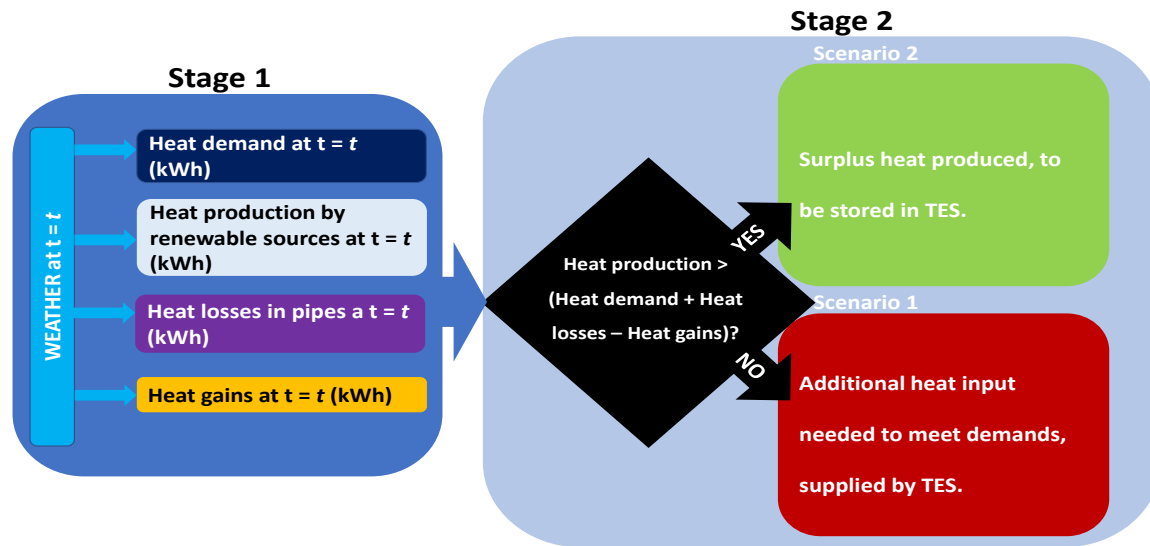 Stage 1
WEATHER at t = t
Heat demand at t = t
(kWh)
Heat production by
renewable sources at t = t
(kWh)
Heat losses in pipes a t = t
(kWh)
Heat gains at t = t (kWh)
Stage 2
Heat production >
(Heat demand + Heat
losses – Heat gains)?
YES
NO
Scenario 2
Surplus heat produced, to
be stored in TES.
Scenario 1
Additional heat input
needed to meet demands,
supplied by TES.